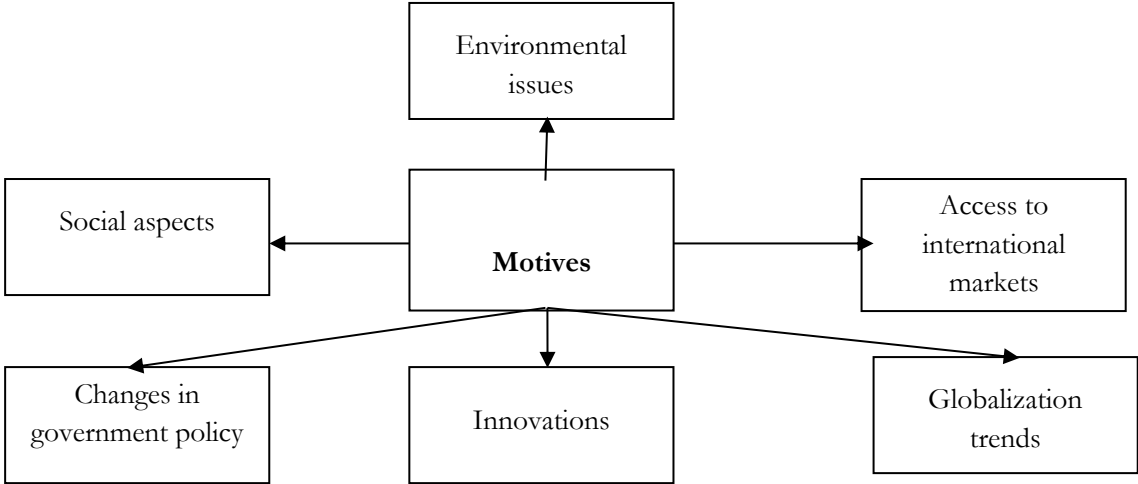 Environmental
issues
Social aspects
Motives
Access to
international
markets
Changes in
government policy
Innovations
Globalization
trends